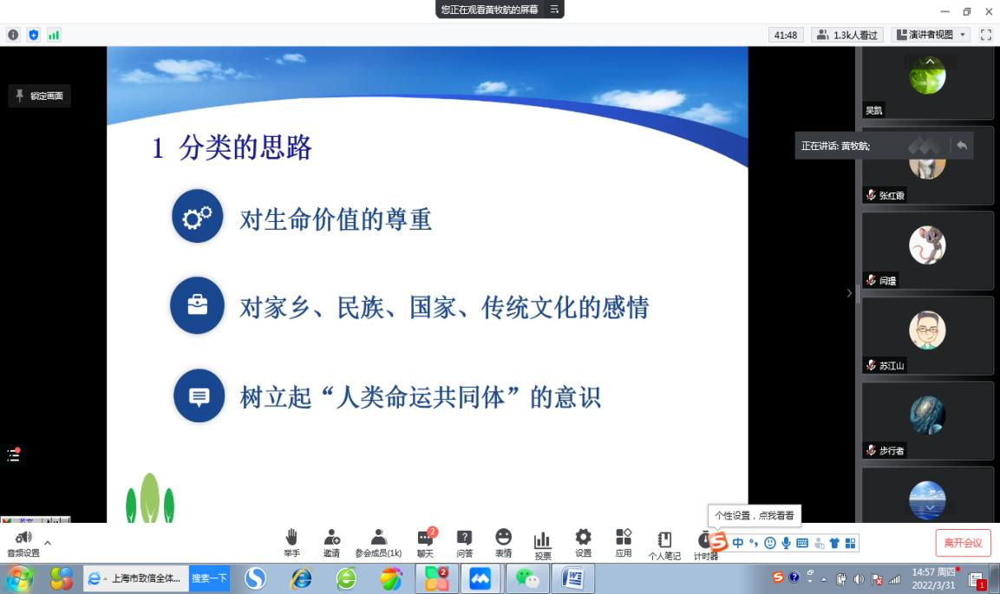 您正在观看黄牧航的屏幕
41:48
1.3k人看过
演讲者视图
锁定画面
1 分类的思路
对生命价值的尊重
对家乡、民族、国家、传统文化的感情
树立起“人类命运共同体”的意识
吴凯
正在讲话: 黄牧航;
张红霞
闫璟
苏江山
步行者
个性设置，点我看看
音频设置
举手
邀请
参会成员(1k)
聊天
2
问答
表情
投票
设置
应用
个人笔记
计时器
中
离开会议
上海市致信全体...
搜索一下
2
14:57 周四
2022/3/31
1